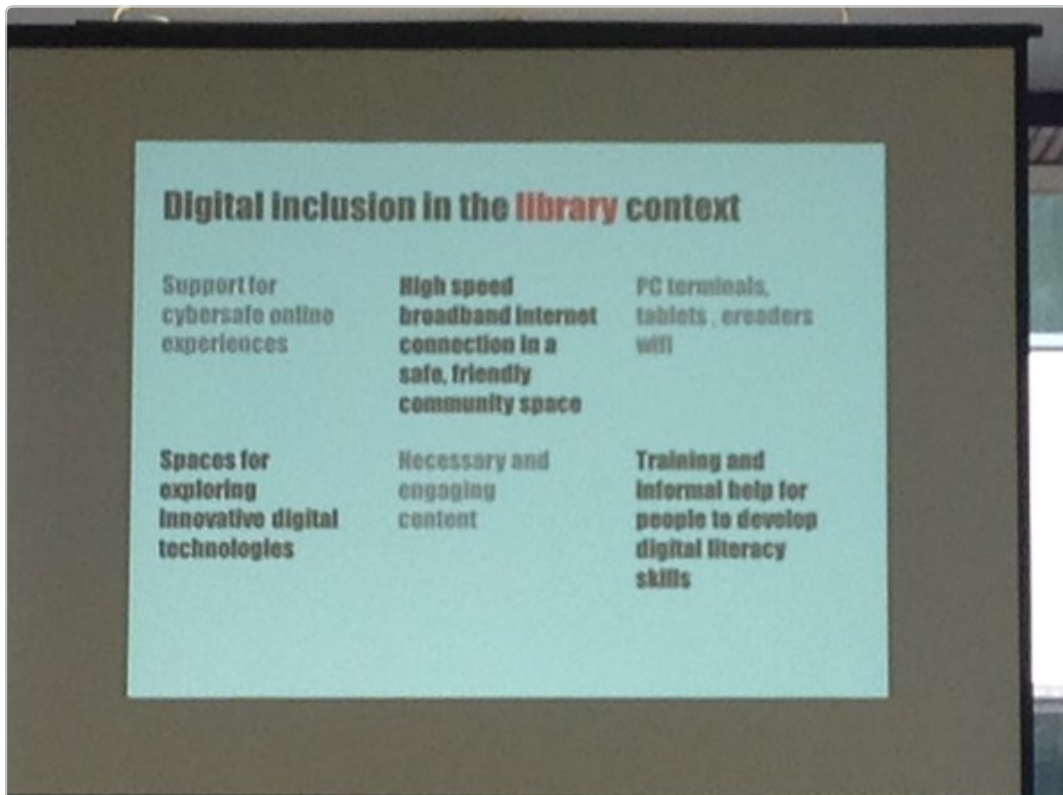 Digital inclusion in the library context
Support for
cybersafe online
experiences
High speed
broadband internet
connection in a
safe, friendly
community space
PC terminals,
tablets , ereaders
wifi
Spaces for
exploring
innovative digital
technologies
Necessary and
engaging
content
Training and
informal help for
people to develop
digital literacy
skills